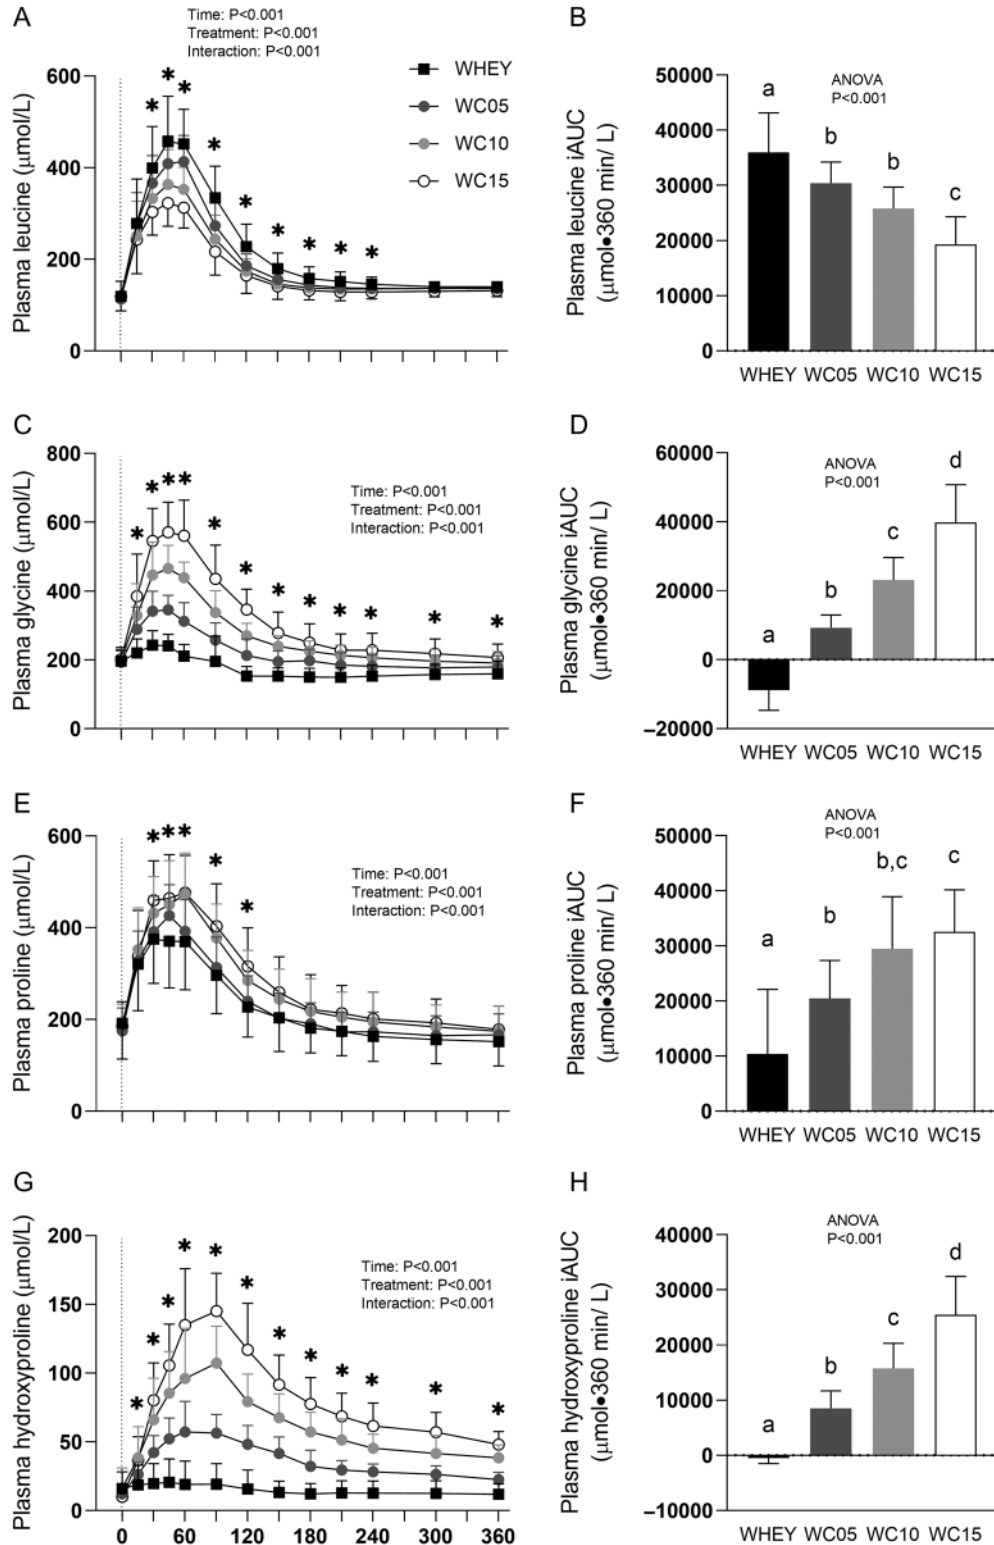 A
Time: P<0.001
Treatment: P<0.001
Interaction: P<0.001
WHEY
WC05
WC10
WC15
Plasma leucine (μmol/L)
600
400
200
0
* * * * * * * * *
B
ANOVA
P<0.001
Plasma leucine iAUC
(μmol•360 min/ L)
50000
40000
30000
20000
10000
0
a
b
b
c
WHEY WC05 WC10 WC15
C
Time: P<0.001
Treatment: P<0.001
Interaction: P<0.001
Plasma glycine (μmol/L)
800
600
400
200
0
* * * * * * * * * * * *
D
ANOVA
P<0.001
Plasma glycine iAUC
(μmol•360 min/ L)
60000
40000
20000
0
−20000
a
b
c
d
WHEY WC05 WC10 WC15
E
Time: P<0.001
Treatment: P<0.001
Interaction: P<0.001
Plasma proline (μmol/L)
600
400
200
0
* * * * *
F
ANOVA
P<0.001
Plasma proline iAUC
(μmol•360 min/ L)
50000
40000
30000
20000
10000
0
a
b
b,c
c
WHEY WC05 WC10 WC15
G
Time: P<0.001
Treatment: P<0.001
Interaction: P<0.001
Plasma hydroxyproline (μmol/L)
200
150
100
50
0
* * * * * * * * * * * *
0 60 120 180 240 300 360
H
ANOVA
P<0.001
Plasma hydroxyproline iAUC
(μmol•360 min/ L)
40000
30000
20000
10000
0
−10000
a
b
c
d
WHEY WC05 WC10 WC15